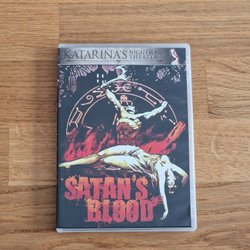 KATARINA'S
NIGHTMARE
THEATER
SATAN'S
BLOOD